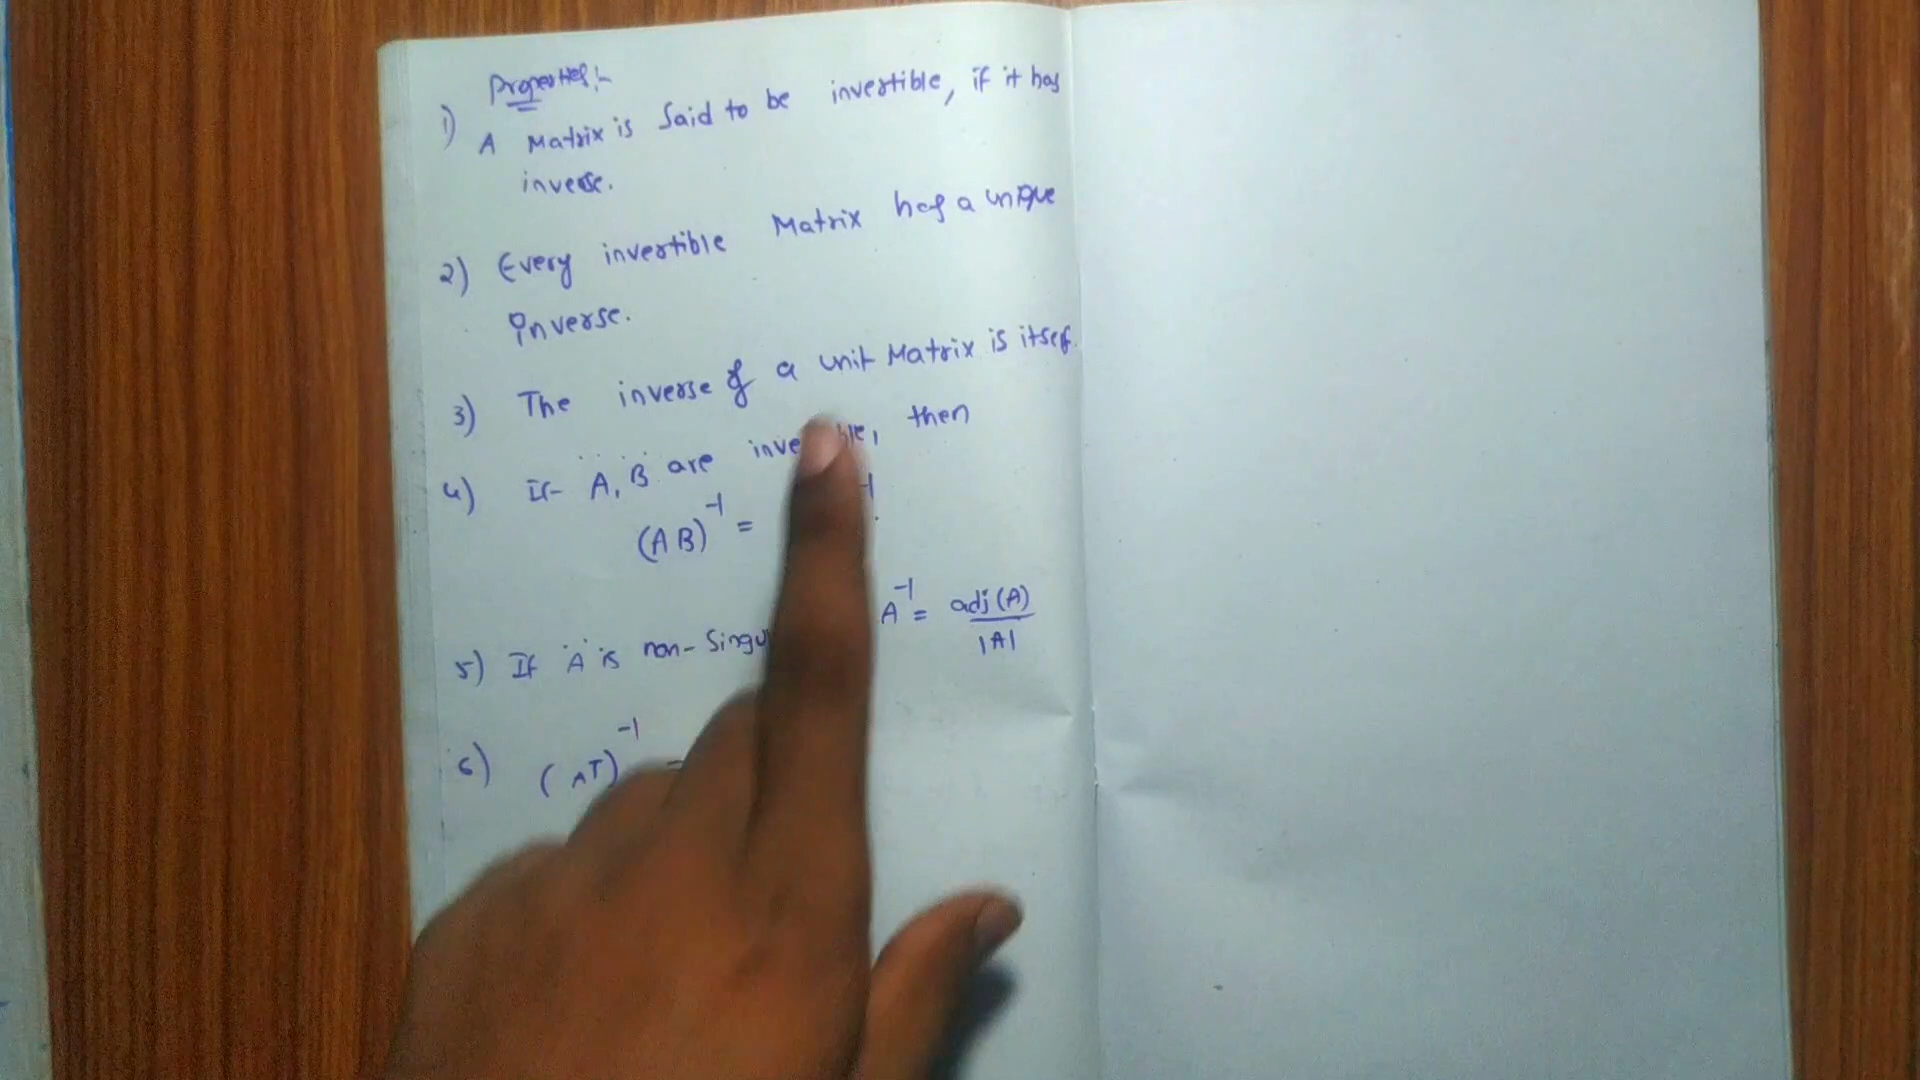 Properties:-
1) A Matrix is said to be invertible, if it has
inverse.
2) Every invertible Matrix has a unique
inverse.
3) The inverse of a unit Matrix is itself.
4) If A, B are then
(AB)⁻¹ = ⁻¹.
5) If A is non- A⁻¹ = adj(A)
|A|
6) (AT)⁻¹ =